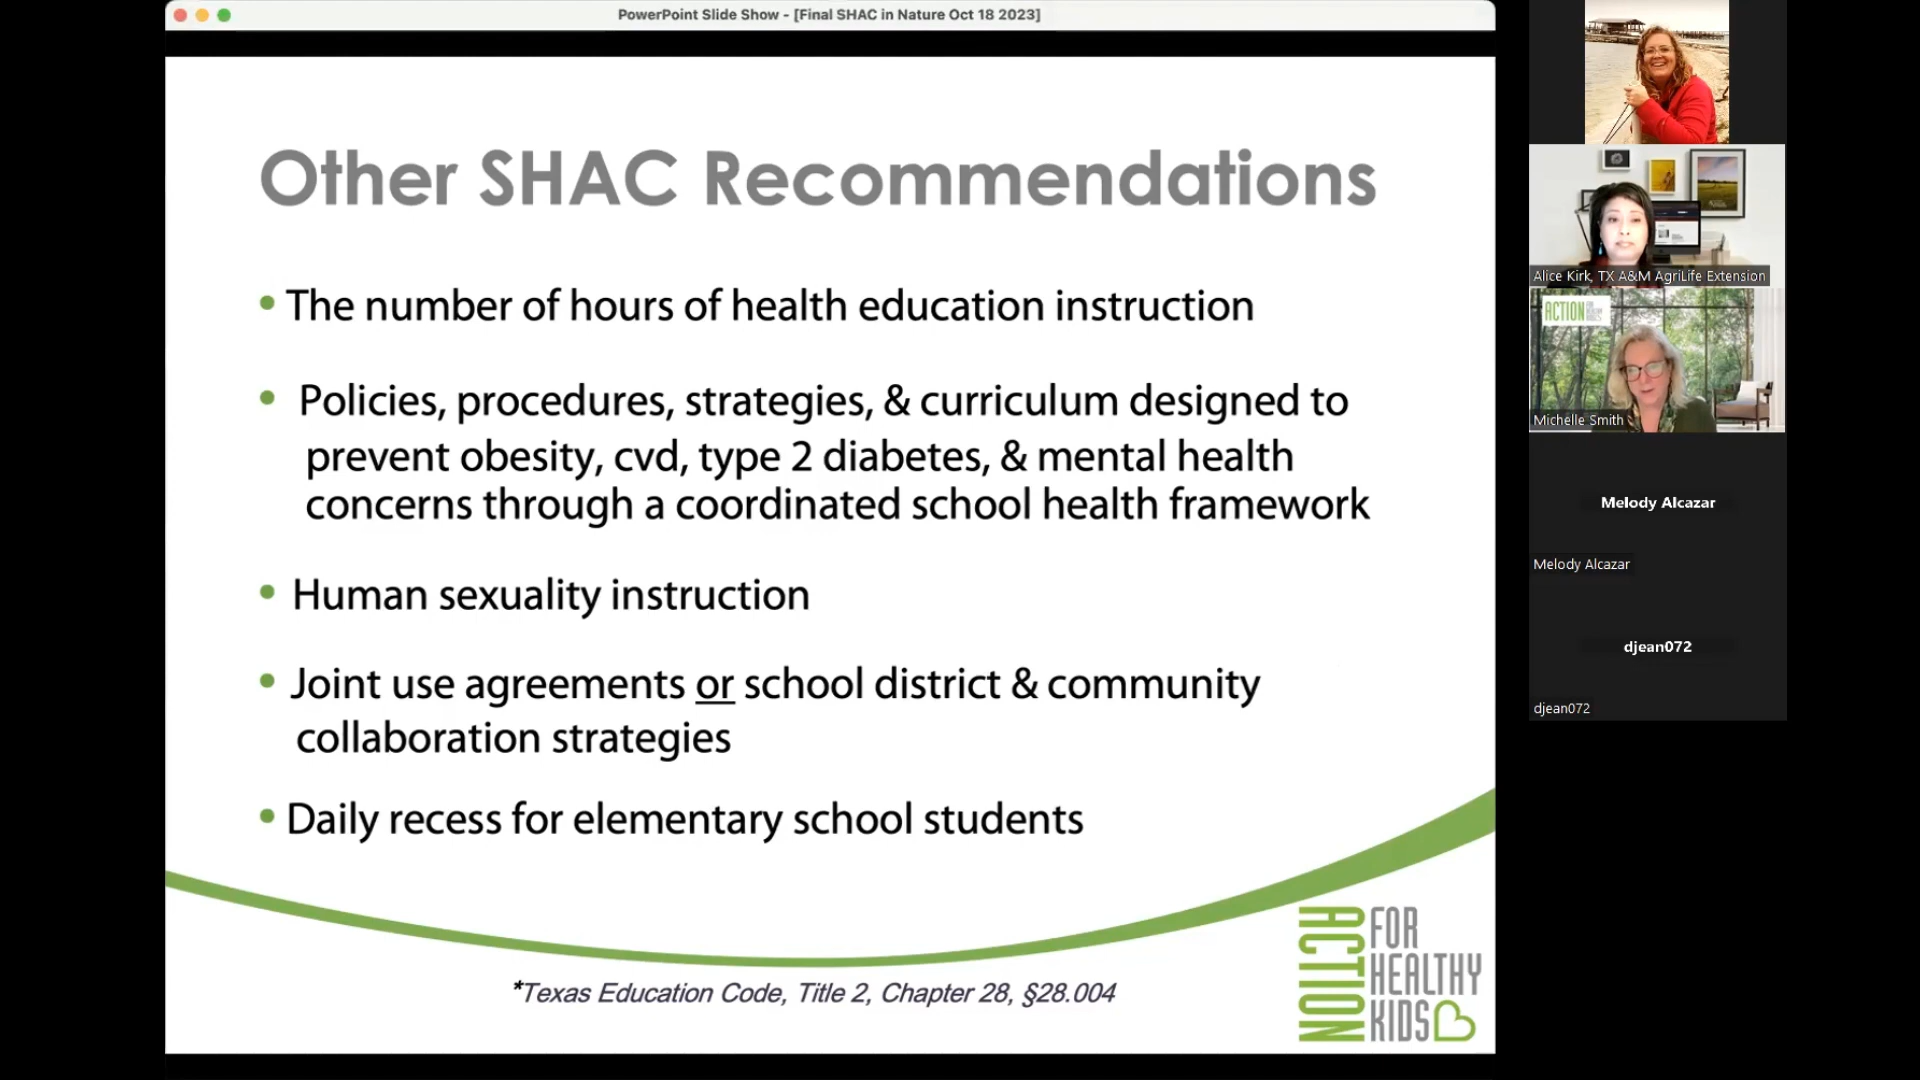 PowerPoint Slide Show - [Final SHAC in Nature Oct 18 2023]
Other SHAC Recommendations
• The number of hours of health education instruction
• Policies, procedures, strategies, & curriculum designed to
prevent obesity, cvd, type 2 diabetes, & mental health
concerns through a coordinated school health framework
• Human sexuality instruction
• Joint use agreements or school district & community
collaboration strategies
• Daily recess for elementary school students
*Texas Education Code, Title 2, Chapter 28, §28.004
ACTION
FOR
HEALTHY
KIDS
Alice Kirk, TX A&M AgriLife Extension
ACTION
FOR
HEALTHY
KIDS
Michelle Smith
Melody Alcazar
Melody Alcazar
djean072
djean072